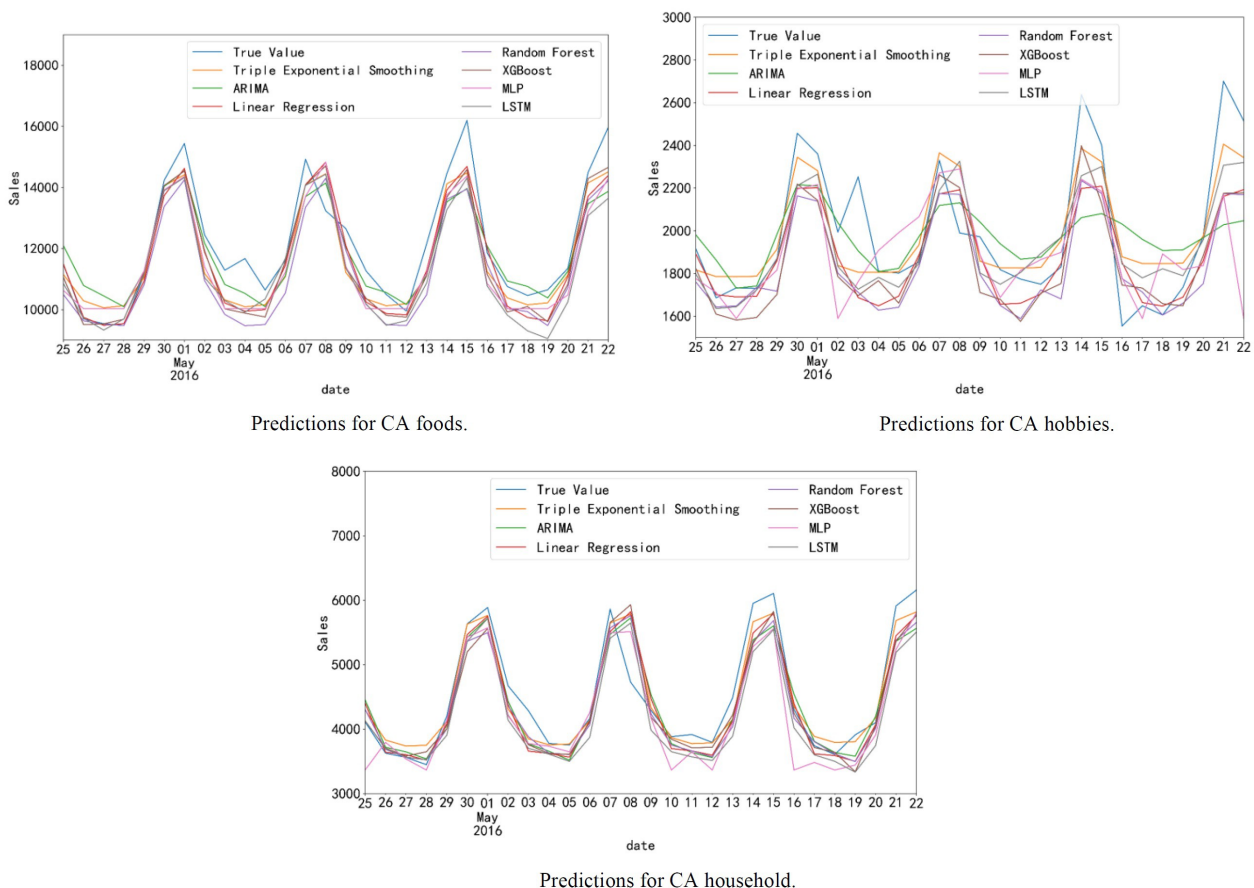 True Value
Triple Exponential Smoothing
ARIMA
Linear Regression
Random Forest
XGBoost
MLP
LSTM
18000
16000
14000
12000
10000
Sales
25 26 27 28 29 30 01 02 03 04 05 06 07 08 09 10 11 12 13 14 15 16 17 18 19 20 21 22
May
2016
date
Predictions for CA foods.
True Value
Triple Exponential Smoothing
ARIMA
Linear Regression
Random Forest
XGBoost
MLP
LSTM
3000
2800
2600
2400
2200
2000
1800
1600
Sales
25 26 27 28 29 30 01 02 03 04 05 06 07 08 09 10 11 12 13 14 15 16 17 18 19 20 21 22
May
2016
date
Predictions for CA hobbies.
True Value
Triple Exponential Smoothing
ARIMA
Linear Regression
Random Forest
XGBoost
MLP
LSTM
8000
7000
6000
5000
4000
3000
Sales
25 26 27 28 29 30 01 02 03 04 05 06 07 08 09 10 11 12 13 14 15 16 17 18 19 20 21 22
May
2016
date
Predictions for CA household.